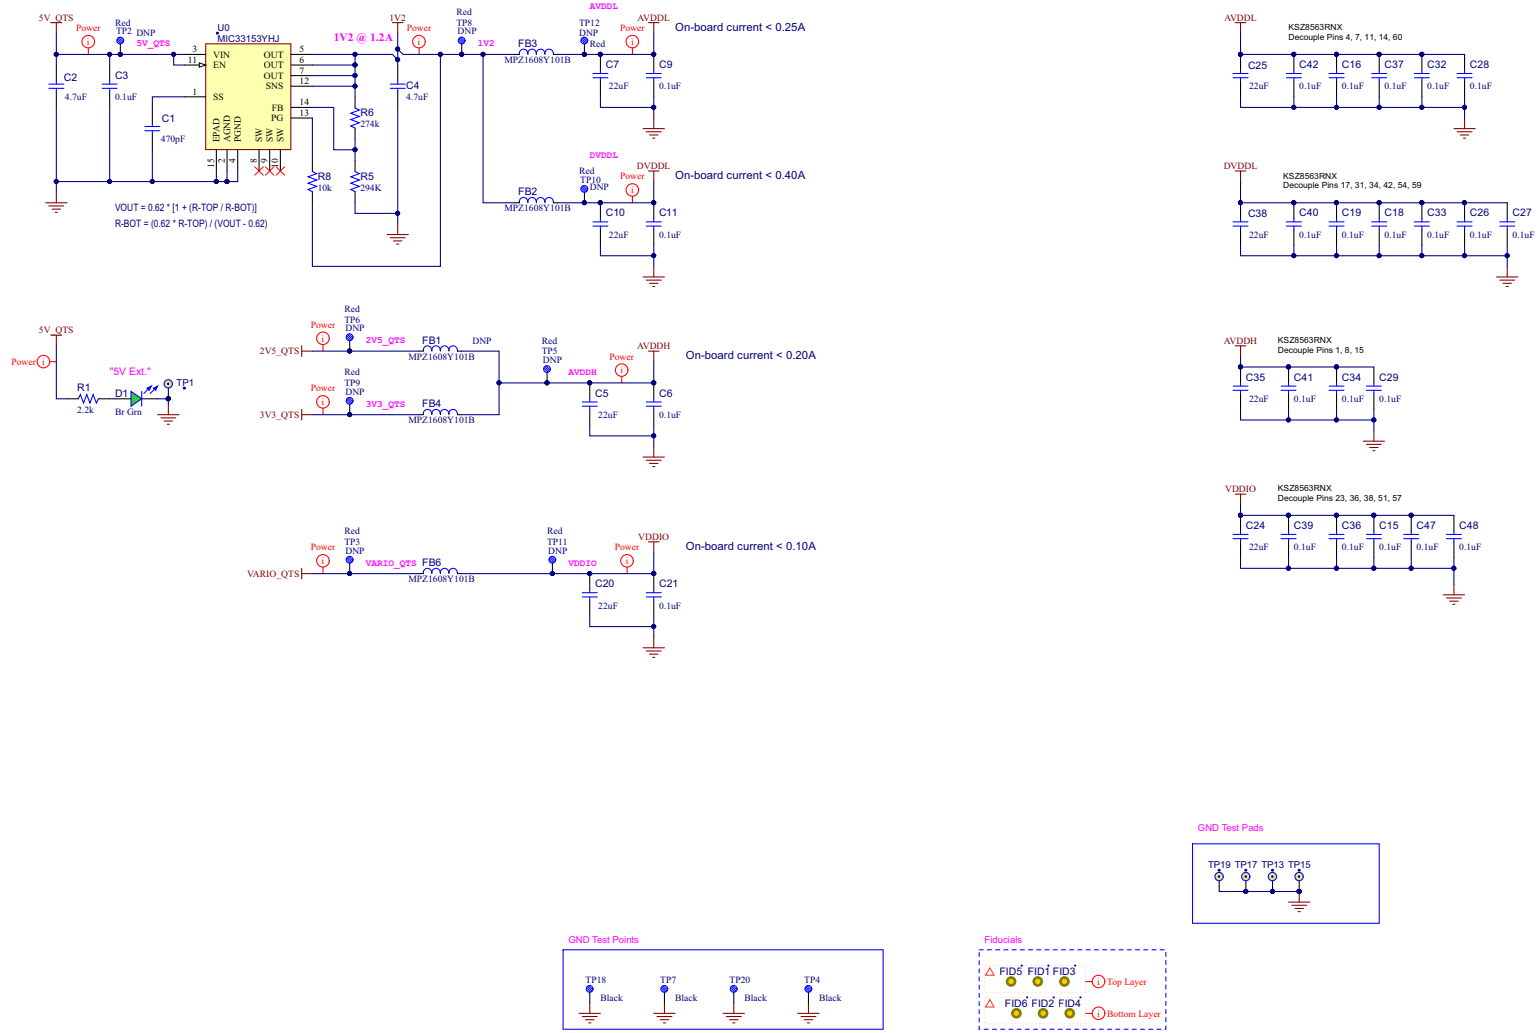 5V_QTS
Power
Red
TP2
DNP
5V_QTS
U0
MIC33153YHJ
3
VIN
11
EN
1
SS
OUT
5
OUT
6
OUT
7
SNS
12
FB
14
PG
13
EPAD
AGND
PGND
SW
SW
SW
15
2
4
8
9
10
C2
4.7uF
C3
0.1uF
C1
470pF
1V2 @ 1.2A
1V2
Power
C4
4.7uF
R6
274k
R5
294K
R8
10k
VOUT = 0.62 * [1 + (R-TOP / R-BOT)]
R-BOT = (0.62 * R-TOP) / (VOUT - 0.62)
Red
TP8
DNP
1V2
FB3
MPZ1608Y101B
AVDDL
TP12
DNP
Red
Power
AVDDL
On-board current < 0.25A
C7
22uF
C9
0.1uF
FB2
MPZ1608Y101B
DVDDL
Red
TP10
DNP
Power
DVDDL
On-board current < 0.40A
C10
22uF
C11
0.1uF
5V_QTS
Power
"5V Ext."
R1
2.2k
D1
Br Grn
TP1
2V5_QTS
Power
Red
TP6
DNP
2V5_QTS
FB1
MPZ1608Y101B
DNP
3V3_QTS
Power
Red
TP9
DNP
3V3_QTS
FB4
MPZ1608Y101B
Red
TP5
DNP
AVDDH
Power
AVDDH
On-board current < 0.20A
C5
22uF
C6
0.1uF
VARIO_QTS
Power
Red
TP3
DNP
VARIO_QTS
FB6
MPZ1608Y101B
Red
TP11
DNP
VDDIO
Power
VDDIO
On-board current < 0.10A
C20
22uF
C21
0.1uF
AVDDL
KSZ8563RNX
Decouple Pins 4, 7, 11, 14, 60
C25
22uF
C42
0.1uF
C16
0.1uF
C37
0.1uF
C32
0.1uF
C28
0.1uF
DVDDL
KSZ8563RNX
Decouple Pins 17, 31, 34, 42, 54, 59
C38
22uF
C40
0.1uF
C19
0.1uF
C18
0.1uF
C33
0.1uF
C26
0.1uF
C27
0.1uF
AVDDH
KSZ8563RNX
Decouple Pins 1, 8, 15
C35
22uF
C41
0.1uF
C34
0.1uF
C29
0.1uF
VDDIO
KSZ8563RNX
Decouple Pins 23, 36, 38, 51, 57
C24
22uF
C39
0.1uF
C36
0.1uF
C15
0.1uF
C47
0.1uF
C48
0.1uF
GND Test Pads
TP19 TP17 TP13 TP15
GND Test Points
TP18
Black
TP7
Black
TP20
Black
TP4
Black
Fiducials
FID5 FID1 FID3
Top Layer
FID6 FID2 FID4
Bottom Layer